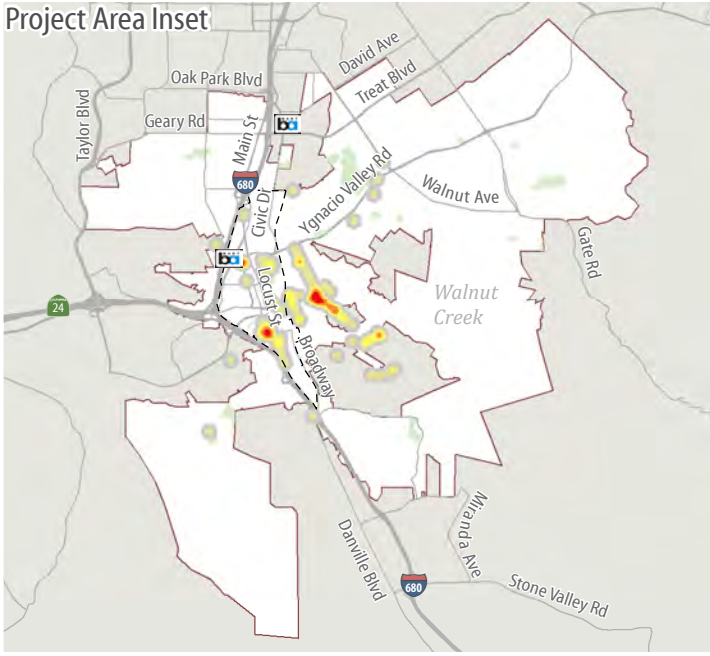 Project Area Inset
David Ave
Oak Park Blvd
Treat Blvd
Taylor Blvd
Geary Rd
Main St
ba
680
Civic Dr
Ygnacio Valley Rd
Walnut Ave
Gate Rd
ba
Locust St
Walnut
Creek
24
Broadway
Miranda Ave
Danville Blvd
680
Stone Valley Rd